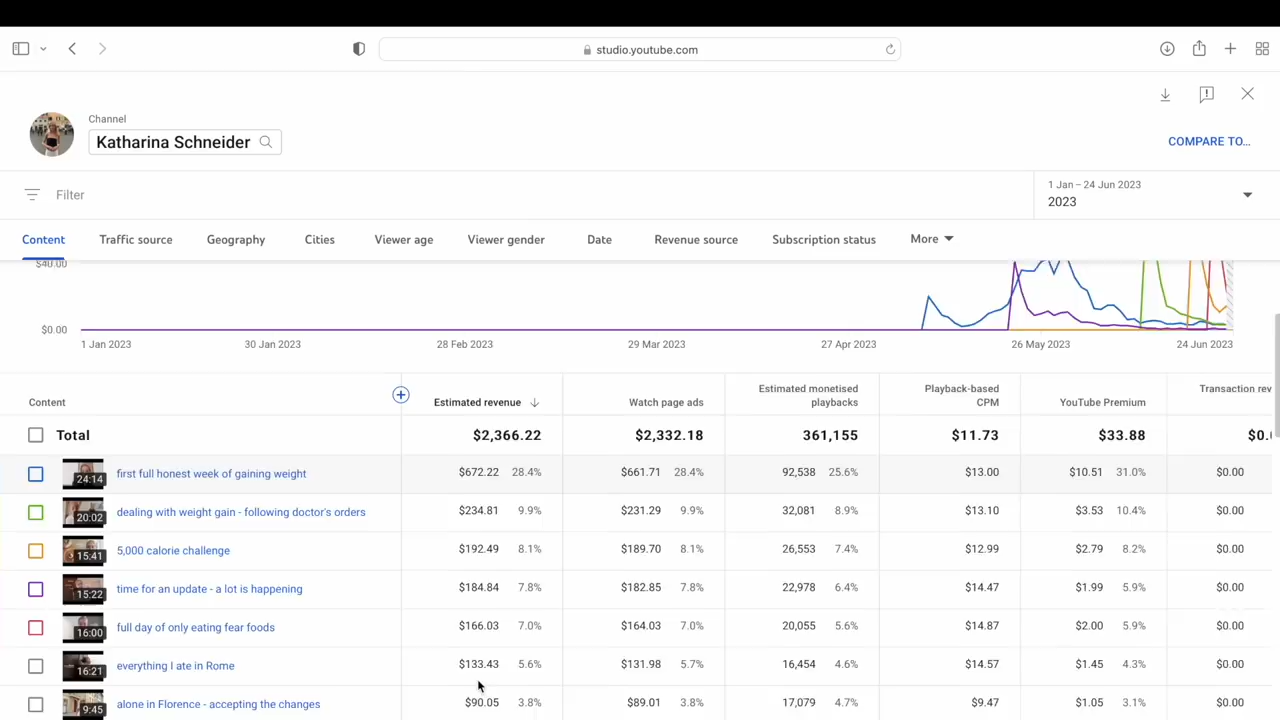 studio.youtube.com
Channel
Katharina Schneider
COMPARE TO...
Filter
1 Jan – 24 Jun 2023
2023
Content Traffic source Geography Cities Viewer age Viewer gender Date Revenue source Subscription status More
$40.00
$0.00
1 Jan 2023 30 Jan 2023 28 Feb 2023 29 Mar 2023 27 Apr 2023 26 May 2023 24 Jun 2023
Content Estimated revenue Watch page ads Estimated monetised playbacks Playback-based CPM YouTube Premium Transaction rev
Total $2,366.22 $2,332.18 361,155 $11.73 $33.88 $0.
24:14 first full honest week of gaining weight $672.22 28.4% $661.71 28.4% 92,538 25.6% $13.00 $10.51 31.0% $0.00
20:02 dealing with weight gain - following doctor's orders $234.81 9.9% $231.29 9.9% 32,081 8.9% $13.10 $3.53 10.4% $0.00
15:41 5,000 calorie challenge $192.49 8.1% $189.70 8.1% 26,553 7.4% $12.99 $2.79 8.2% $0.00
15:22 time for an update - a lot is happening $184.84 7.8% $182.85 7.8% 22,978 6.4% $14.47 $1.99 5.9% $0.00
16:00 full day of only eating fear foods $166.03 7.0% $164.03 7.0% 20,055 5.6% $14.87 $2.00 5.9% $0.00
16:21 everything I ate in Rome $133.43 5.6% $131.98 5.7% 16,454 4.6% $14.57 $1.45 4.3% $0.00
9:45 alone in Florence - accepting the changes $90.05 3.8% $89.01 3.8% 17,079 4.7% $9.47 $1.05 3.1% $0.00